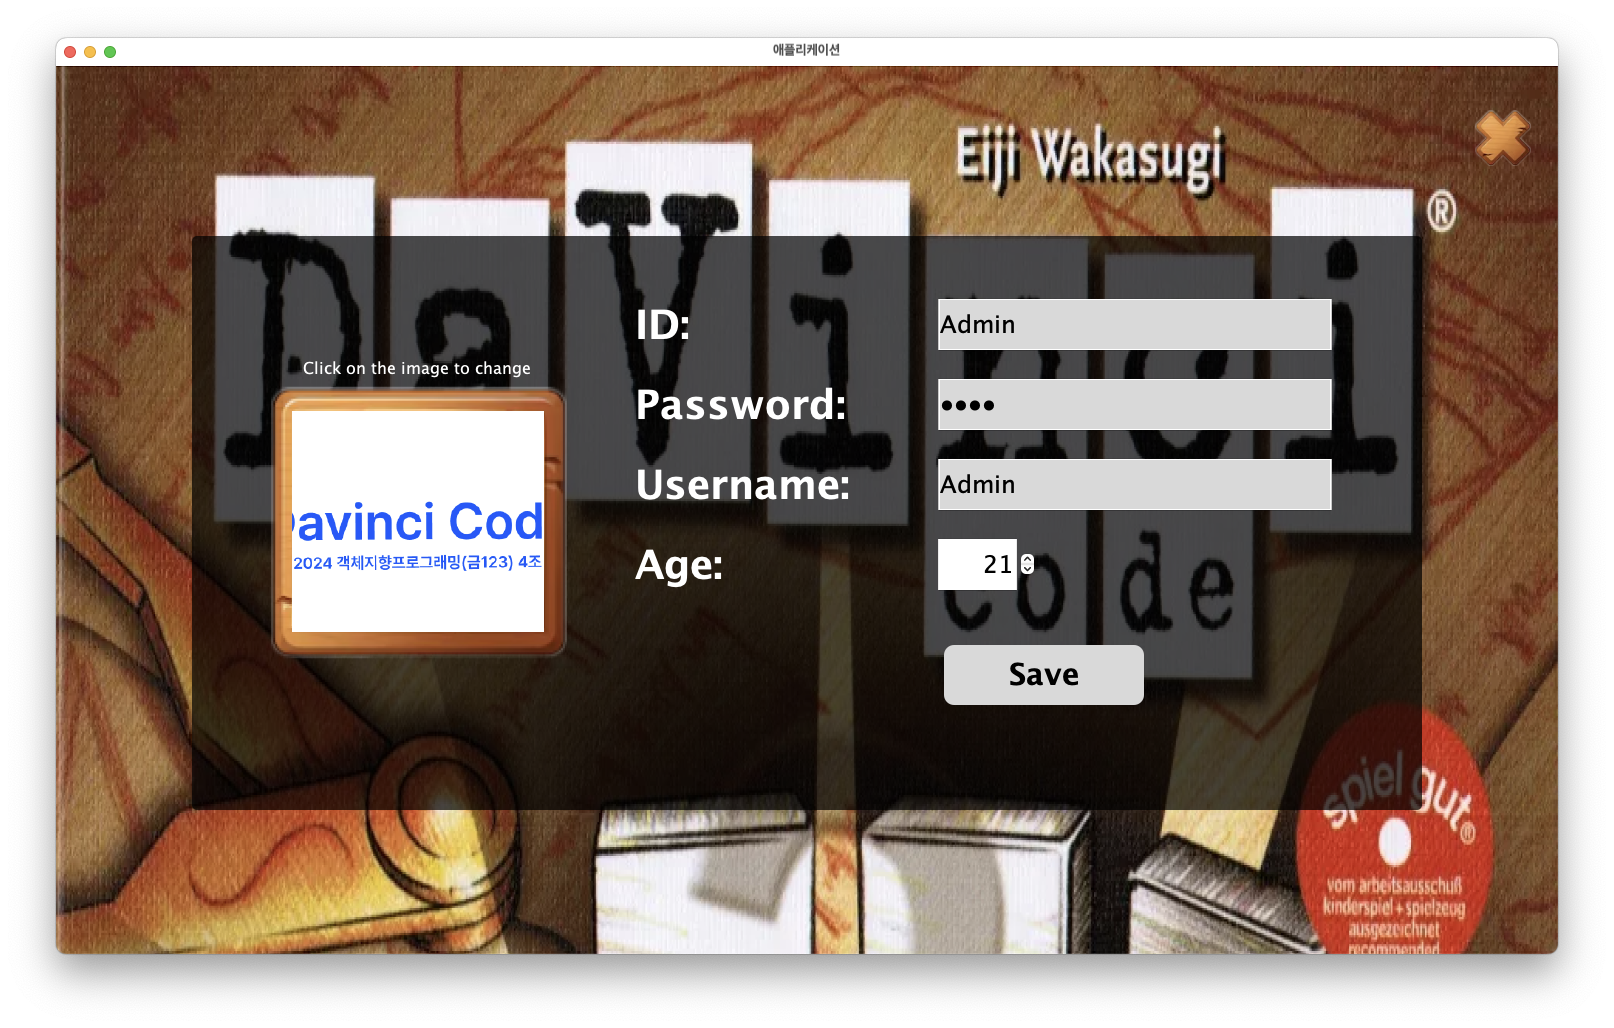 애플리케이션
Eiji Wakasugi
DaVinci
®
code
ID:
Admin
Click on the image to change
Password:
••••
Username:
Admin
avinci Cod
2024 객체지향프로그래밍(금123) 4조
Age:
21
Save
spiel gut®
vom arbeitsausschuß
kinderspiel+spielzeug
ausgezeichnet
recommended